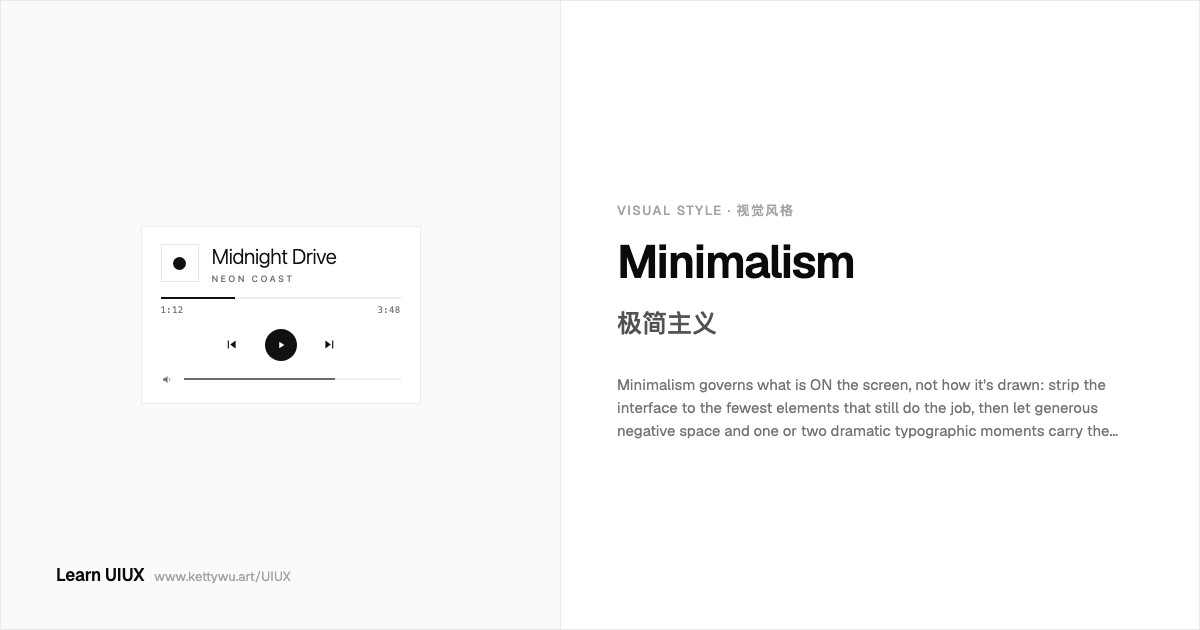 Midnight Drive
NEON COAST
1:12 3:48
Learn UIUX www.kettywu.art/UIUX
VISUAL STYLE · 视觉风格
Minimalism
极简主义
Minimalism governs what is ON the screen, not how it's drawn: strip the
interface to the fewest elements that still do the job, then let generous
negative space and one or two dramatic typographic moments carry the...